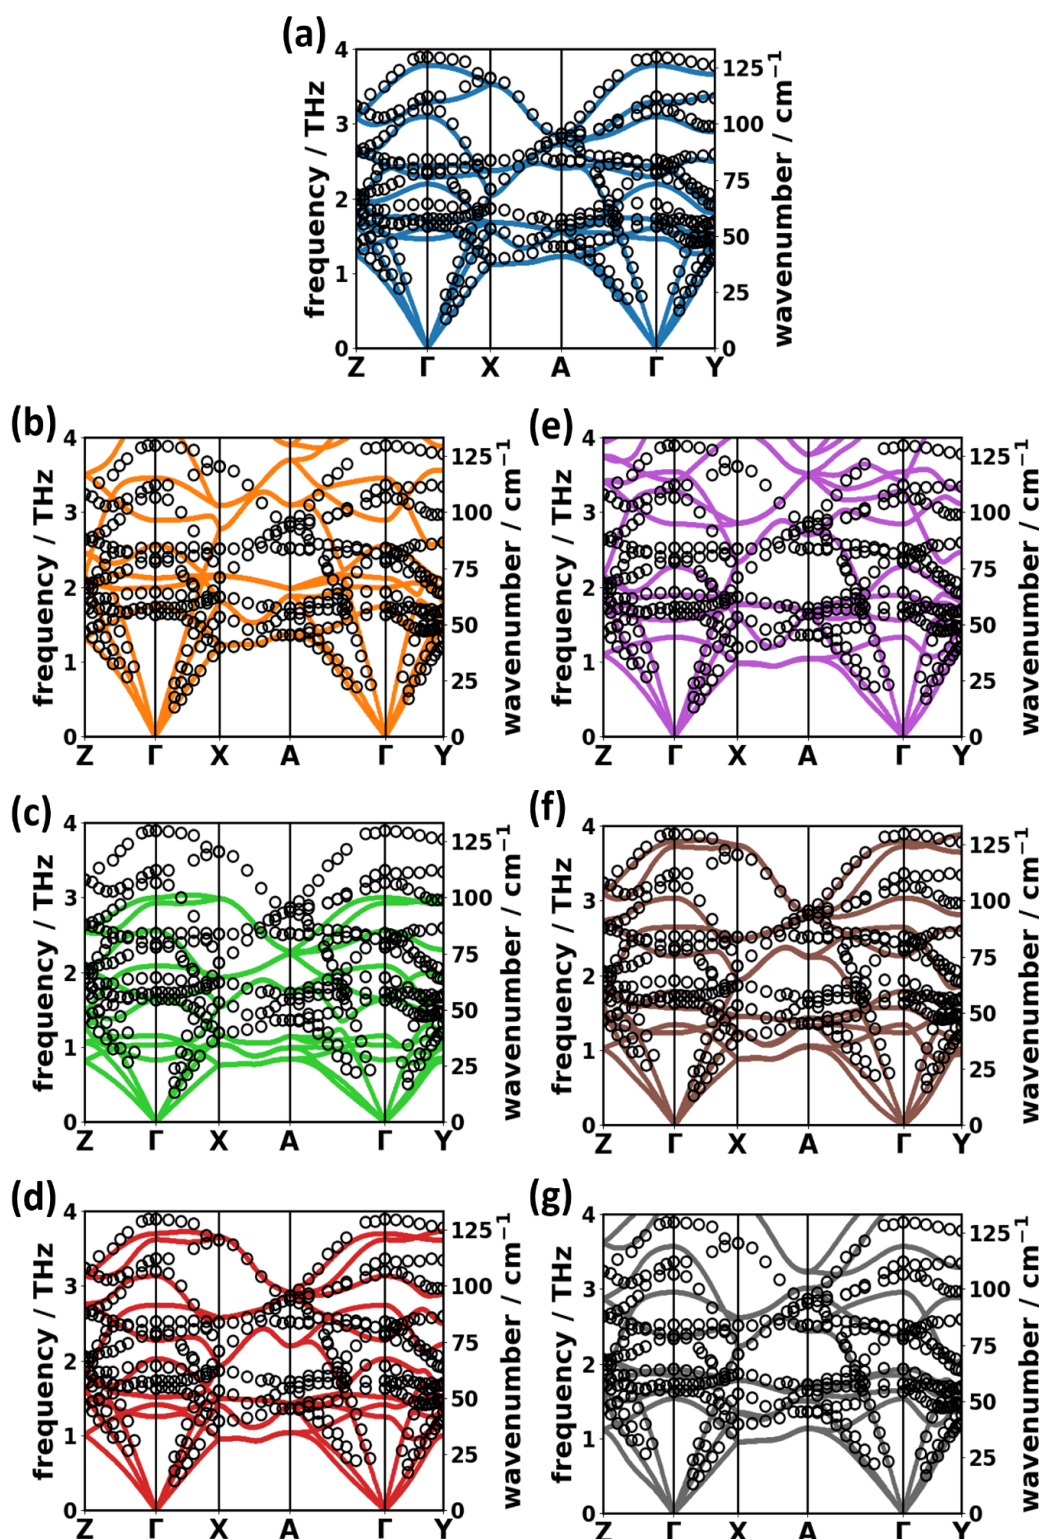 (a)
frequency / THz
4
3
2
1
0
125
100
75
50
25
0
wavenumber / cm⁻¹
Z Γ X A Γ Y
(b)
frequency / THz
4
3
2
1
0
125
100
75
50
25
0
wavenumber / cm⁻¹
Z Γ X A Γ Y
(e)
frequency / THz
4
3
2
1
0
125
100
75
50
25
0
wavenumber / cm⁻¹
Z Γ X A Γ Y
(c)
frequency / THz
4
3
2
1
0
125
100
75
50
25
0
wavenumber / cm⁻¹
Z Γ X A Γ Y
(f)
frequency / THz
4
3
2
1
0
125
100
75
50
25
0
wavenumber / cm⁻¹
Z Γ X A Γ Y
(d)
frequency / THz
4
3
2
1
0
125
100
75
50
25
0
wavenumber / cm⁻¹
Z Γ X A Γ Y
(g)
frequency / THz
4
3
2
1
0
125
100
75
50
25
0
wavenumber / cm⁻¹
Z Γ X A Γ Y